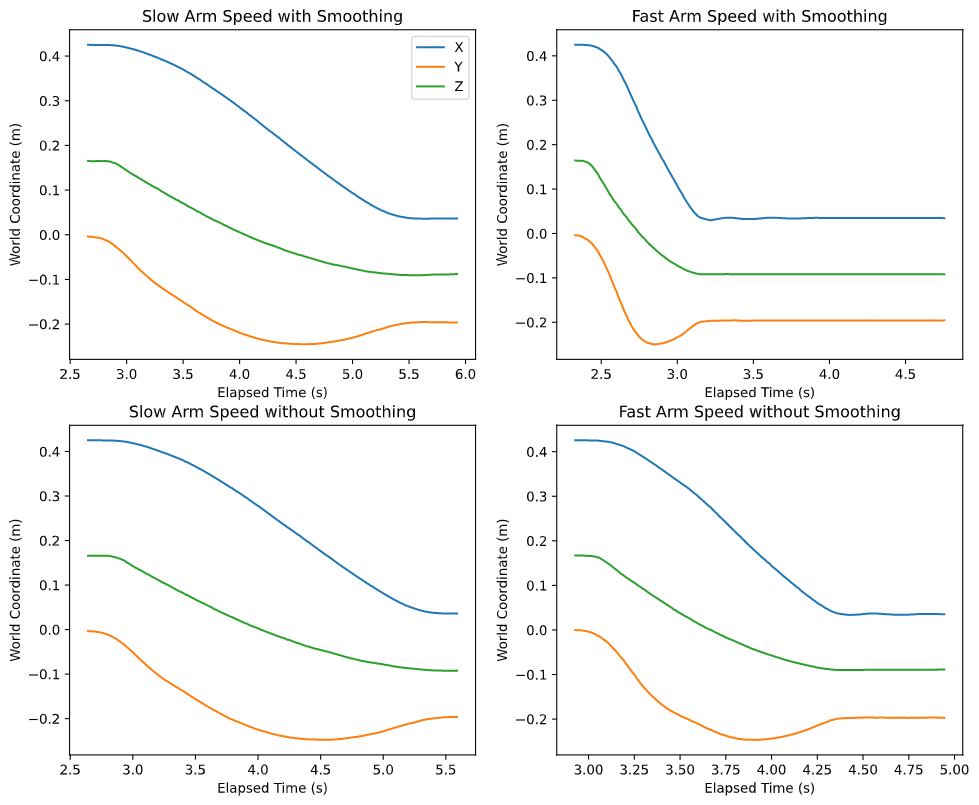 Slow Arm Speed with Smoothing
World Coordinate (m)
0.4
0.3
0.2
0.1
0.0
−0.1
−0.2
X
Y
Z
2.5 3.0 3.5 4.0 4.5 5.0 5.5 6.0
Elapsed Time (s)
Fast Arm Speed with Smoothing
World Coordinate (m)
0.4
0.3
0.2
0.1
0.0
−0.1
−0.2
2.5 3.0 3.5 4.0 4.5
Elapsed Time (s)
Slow Arm Speed without Smoothing
World Coordinate (m)
0.4
0.3
0.2
0.1
0.0
−0.1
−0.2
2.5 3.0 3.5 4.0 4.5 5.0 5.5
Elapsed Time (s)
Fast Arm Speed without Smoothing
World Coordinate (m)
0.4
0.3
0.2
0.1
0.0
−0.1
−0.2
3.00 3.25 3.50 3.75 4.00 4.25 4.50 4.75 5.00
Elapsed Time (s)